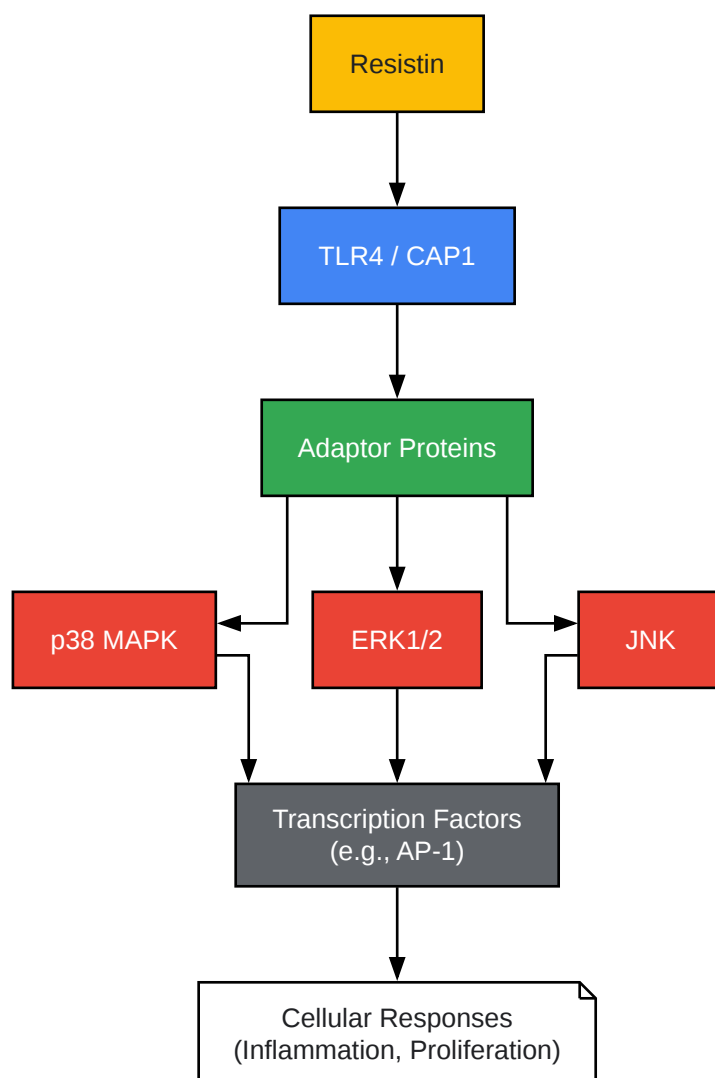 Resistin
TLR4 / CAP1
Adaptor Proteins
p38 MAPK
ERK1/2
JNK
Transcription Factors
(e.g., AP-1)
Cellular Responses
(Inflammation, Proliferation)